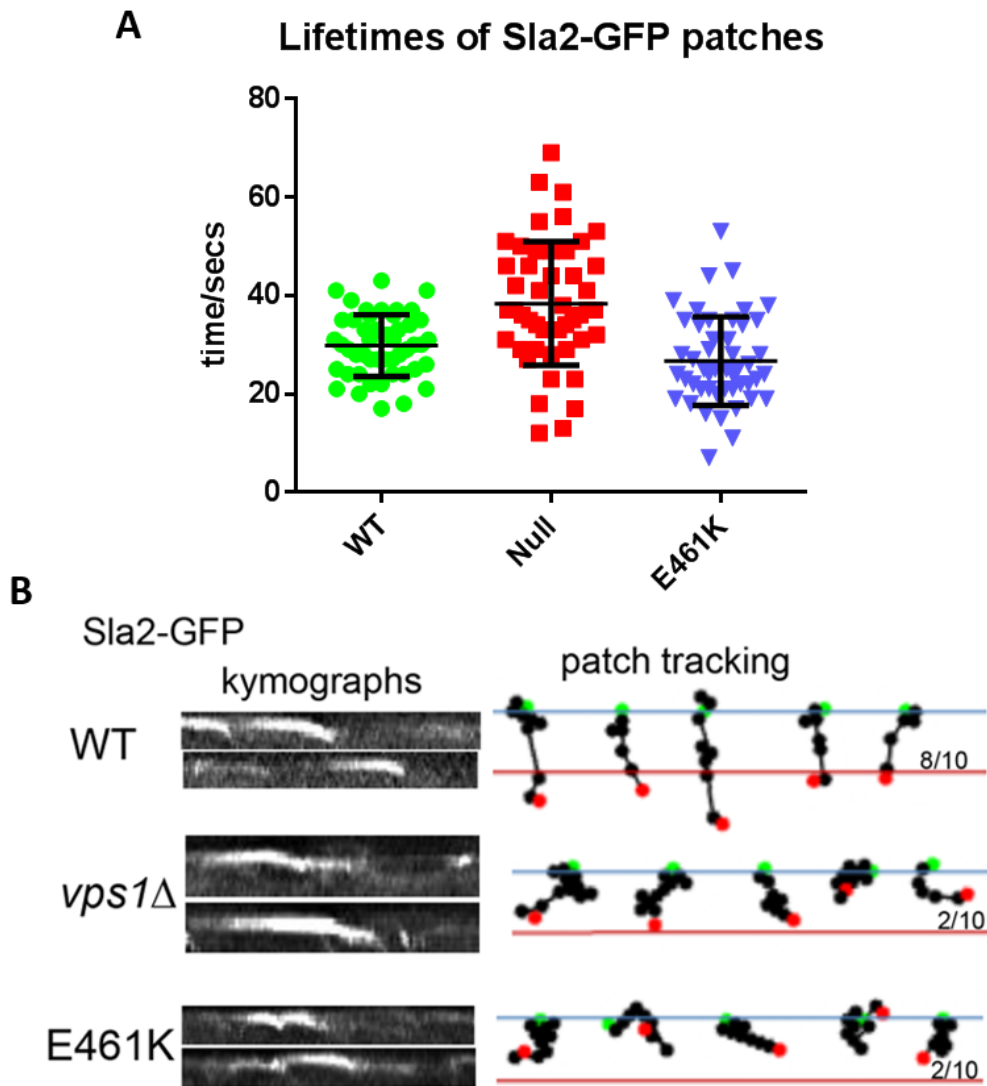 A
Lifetimes of Sla2-GFP patches
time/secs
80
60
40
20
0
WT
Null
E461K
B
Sla2-GFP
kymographs
patch tracking
WT
8/10
vps1Δ
2/10
E461K
2/10